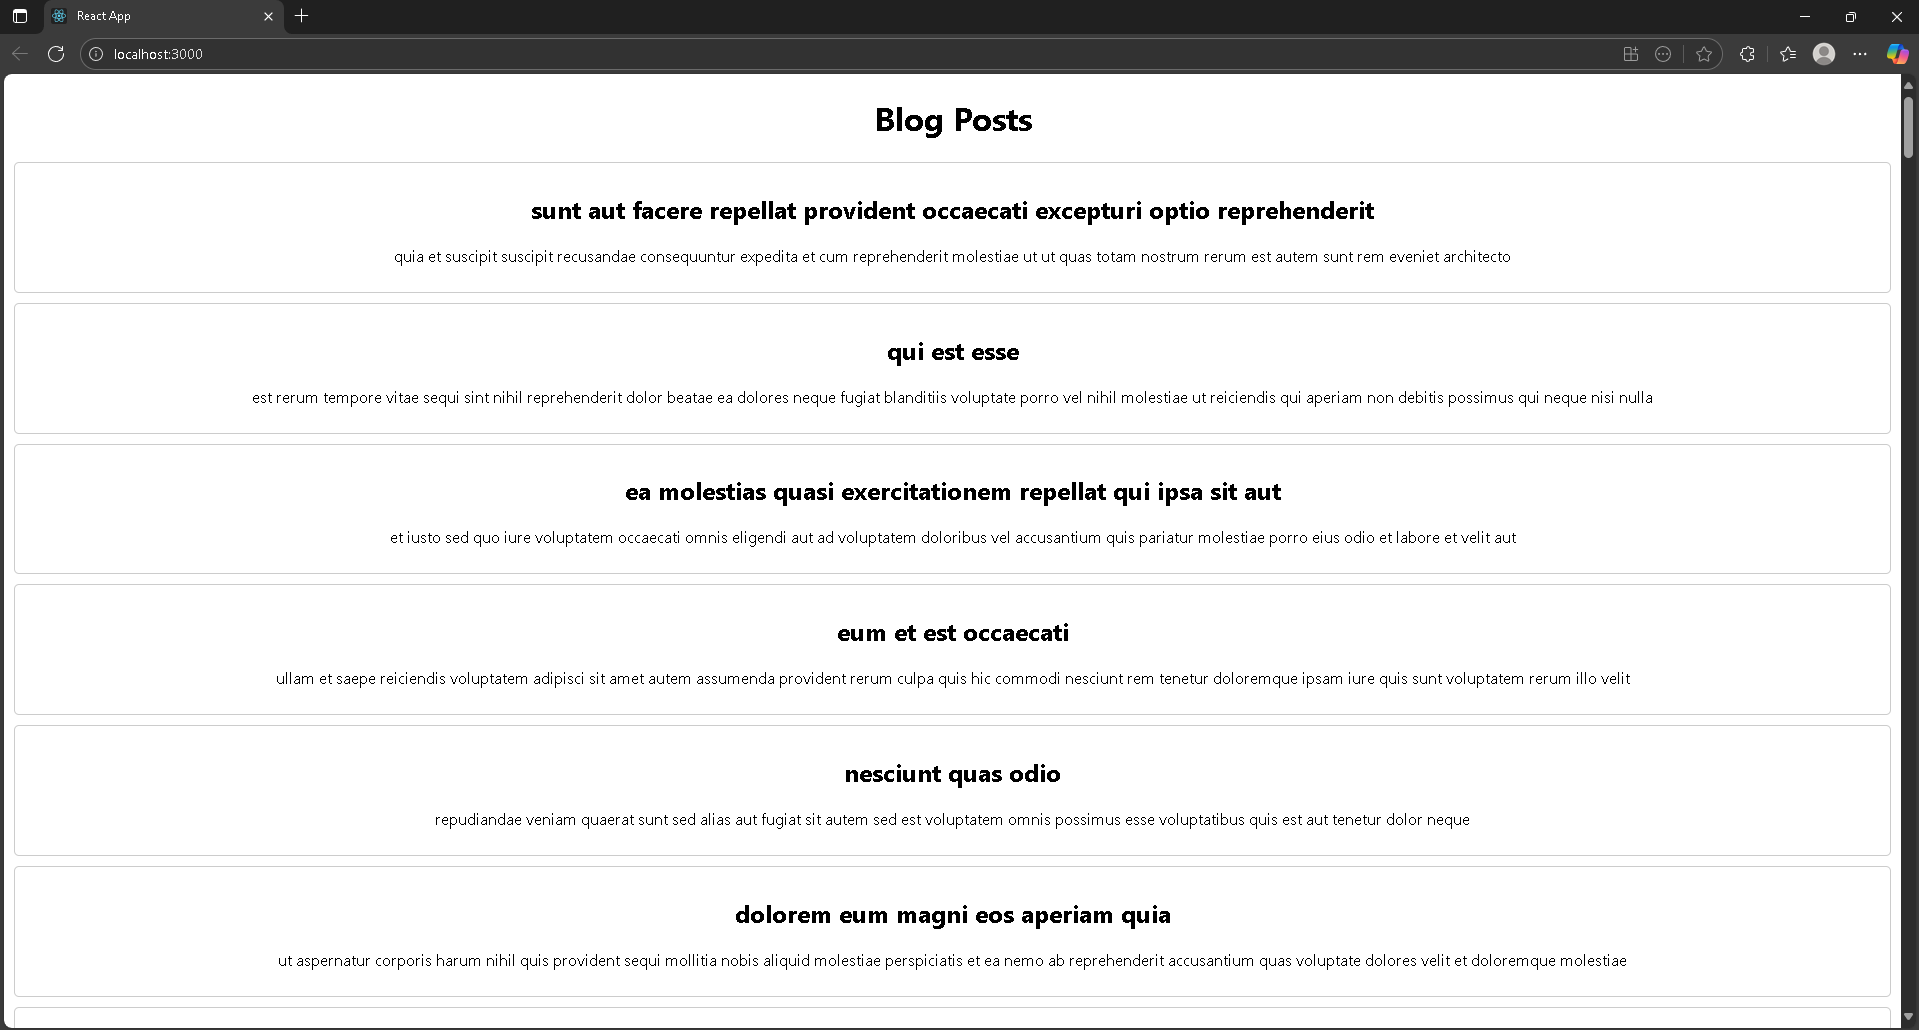 React App
localhost:3000
Blog Posts
sunt aut facere repellat provident occaecati excepturi optio reprehenderit
quia et suscipit suscipit recusandae consequuntur expedita et cum reprehenderit molestiae ut ut quas totam nostrum rerum est autem sunt rem eveniet architecto
qui est esse
est rerum tempore vitae sequi sint nihil reprehenderit dolor beatae ea dolores neque fugiat blanditiis voluptate porro vel nihil molestiae ut reiciendis qui aperiam non debitis possimus qui neque nisi nulla
ea molestias quasi exercitationem repellat qui ipsa sit aut
et iusto sed quo iure voluptatem occaecati omnis eligendi aut ad voluptatem doloribus vel accusantium quis pariatur molestiae porro eius odio et labore et velit aut
eum et est occaecati
ullam et saepe reiciendis voluptatem adipisci sit amet autem assumenda provident rerum culpa quis hic commodi nesciunt rem tenetur doloremque ipsam iure quis sunt voluptatem rerum illo velit
nesciunt quas odio
repudiandae veniam quaerat sunt sed alias aut fugiat sit autem sed est voluptatem omnis possimus esse voluptatibus quis est aut tenetur dolor neque
dolorem eum magni eos aperiam quia
ut aspernatur corporis harum nihil quis provident sequi mollitia nobis aliquid molestiae perspiciatis et ea nemo ab reprehenderit accusantium quas voluptate dolores velit et doloremque molestiae